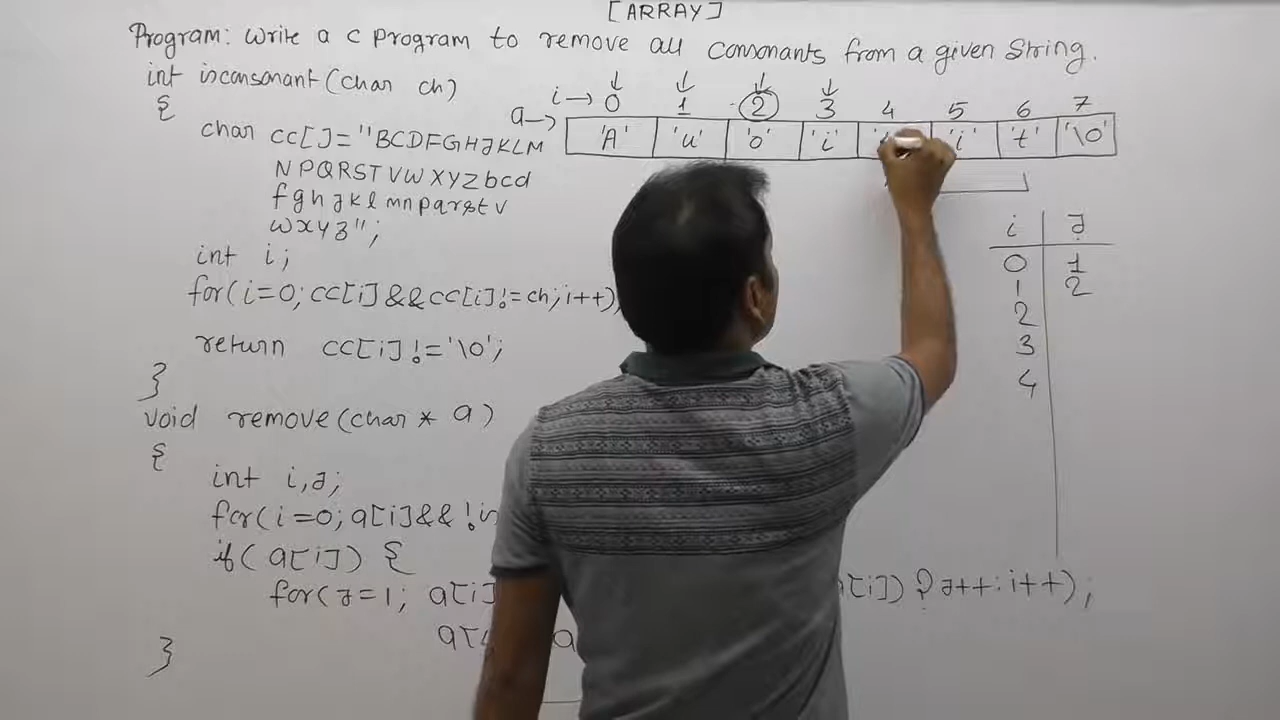 [ARRAY]
Program: Write a c program to remove all consonants from a given String.
int isconsonant(char ch)
{
char cc[]="BCDFGHJKLM
NPQRSTVWXYZbcd
fghjklmnpqrstv
wxyz";
int i;
for(i=0;cc[i]&&cc[i]!=ch;i++)
return cc[i]!='\0';
}
void remove(char * a)
{
int i,j;
for(i=0;a[i]&&!is
if(a[i]) {
for(j=1; a[i] a[i])?j++:i++);
a[ a
}
i→ 0 1 2 3 4 5 6 7
a→ 'A' 'u' 'o' 'i' 'i' 't' '\0'
i j
0 1
1 2
2
3
4